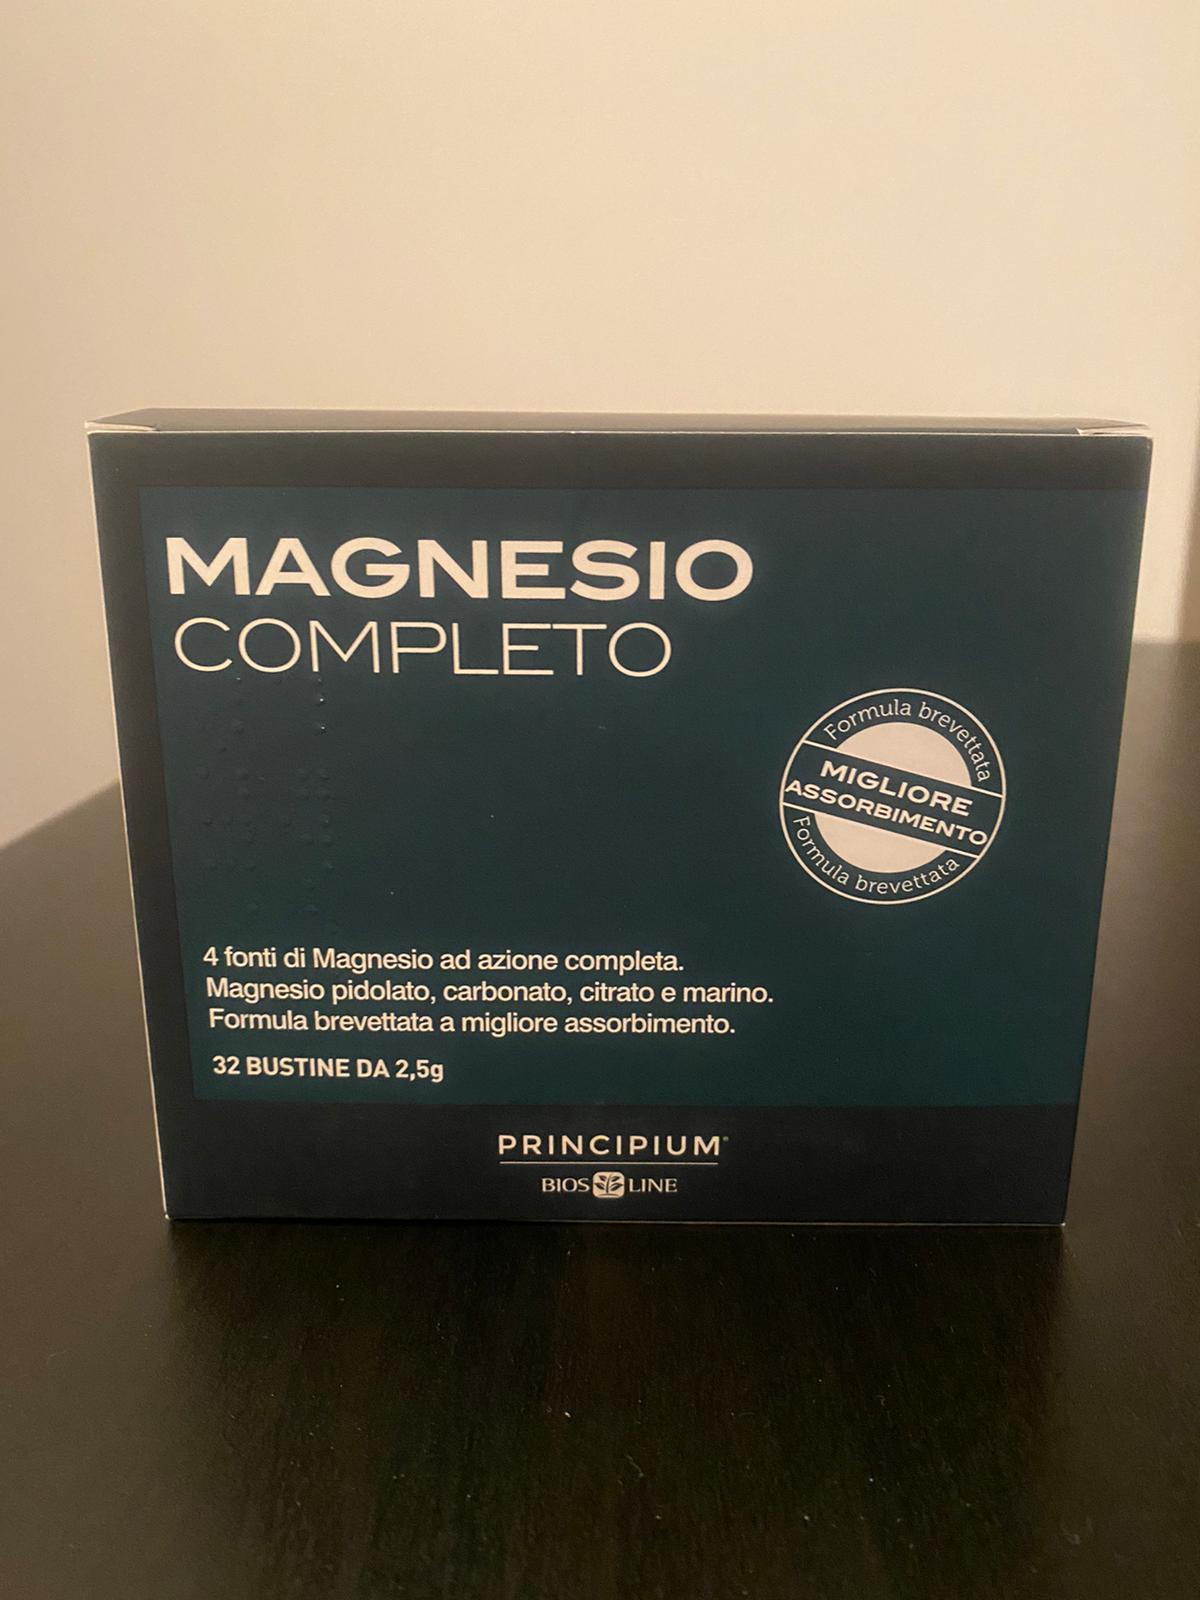 MAGNESIO
COMPLETO
Formula brevettata
MIGLIORE
ASSORBIMENTO
Formula brevettata
4 fonti di Magnesio ad azione completa.
Magnesio pidolato, carbonato, citrato e marino.
Formula brevettata a migliore assorbimento.
32 BUSTINE DA 2,5g
PRINCIPIUM®
BIOS LINE